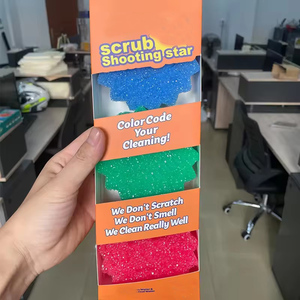 scrub
Shooting star
Color Code
Your
Cleaning!
We Don't Scratch
We Don't Smell
We Clean Really Well